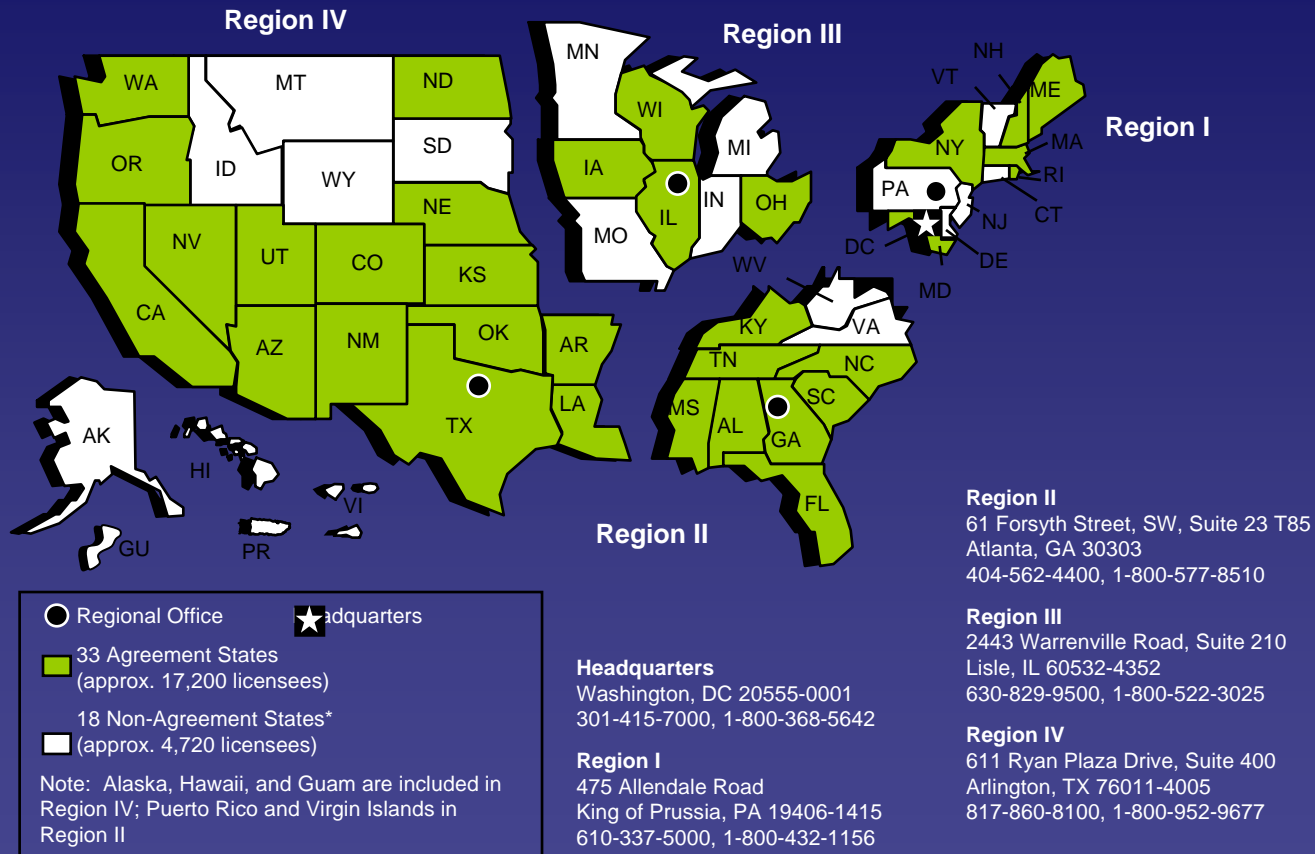 Region IV
Region III
Region I
Region II
WA
MT
ND
OR
ID
SD
WY
NE
NV
UT
CO
KS
CA
AZ
NM
OK
AR
TX
LA
AK
HI
GU
PR
VI
MN
WI
MI
IA
IL
IN
OH
MO
NH
VT
ME
NY
MA
RI
CT
PA
NJ
DE
DC
MD
WV
VA
KY
TN
NC
SC
MS
AL
GA
FL
Regional Office
adquarters
33 Agreement States
(approx. 17,200 licensees)
18 Non-Agreement States*
(approx. 4,720 licensees)
Note: Alaska, Hawaii, and Guam are included in
Region IV; Puerto Rico and Virgin Islands in
Region II
Headquarters
Washington, DC 20555-0001
301-415-7000, 1-800-368-5642
Region I
475 Allendale Road
King of Prussia, PA 19406-1415
610-337-5000, 1-800-432-1156
Region II
61 Forsyth Street, SW, Suite 23 T85
Atlanta, GA 30303
404-562-4400, 1-800-577-8510
Region III
2443 Warrenville Road, Suite 210
Lisle, IL 60532-4352
630-829-9500, 1-800-522-3025
Region IV
611 Ryan Plaza Drive, Suite 400
Arlington, TX 76011-4005
817-860-8100, 1-800-952-9677